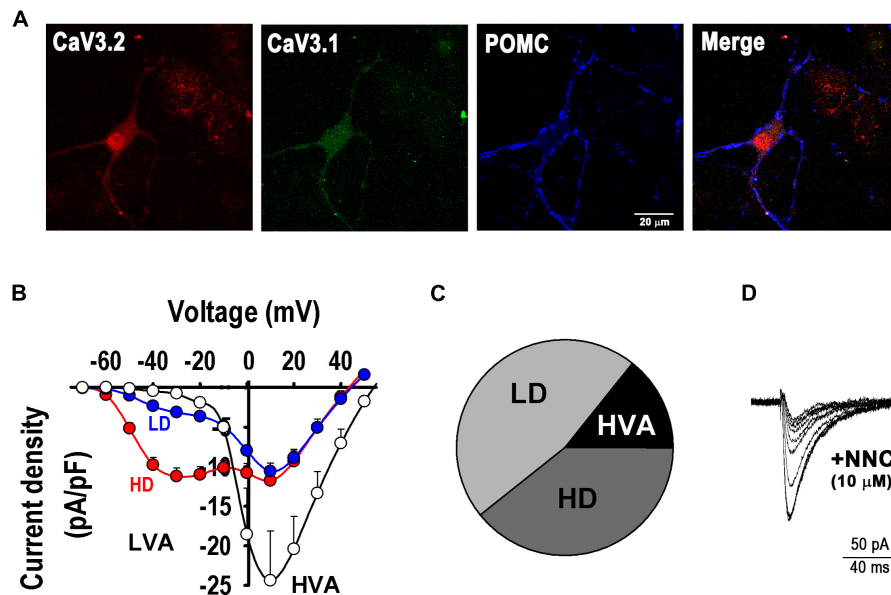 A
CaV3.2
CaV3.1
POMC
Merge
20 µm
B
Voltage (mV)
-60 -40 -20 0 20 40
Current density
(pA/pF)
-5
-10
-15
-20
-25
LD
HD
LVA
HVA
C
LD
HVA
HD
D
+NNC
(10 µM)
50 pA
40 ms